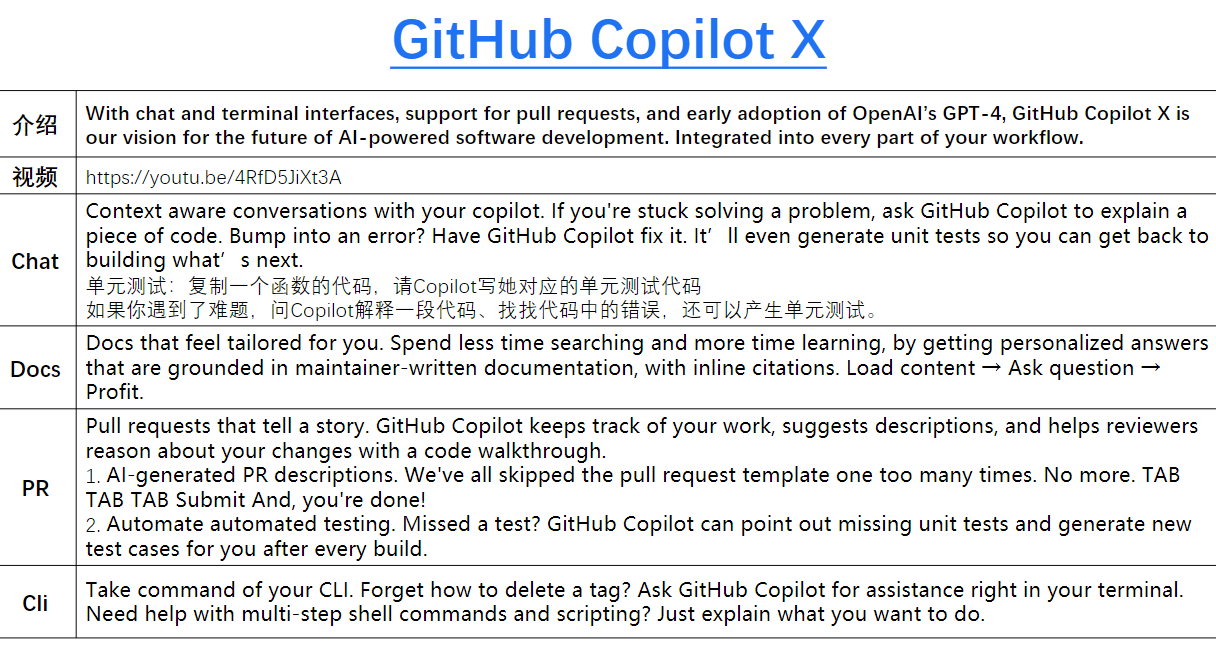 GitHub Copilot X
介绍
With chat and terminal interfaces, support for pull requests, and early adoption of OpenAI’s GPT-4, GitHub Copilot X is
our vision for the future of AI-powered software development. Integrated into every part of your workflow.
视频
https://youtu.be/4RfD5JiXt3A
Chat
Context aware conversations with your copilot. If you're stuck solving a problem, ask GitHub Copilot to explain a
piece of code. Bump into an error? Have GitHub Copilot fix it. It’ll even generate unit tests so you can get back to
building what’s next.
单元测试：复制一个函数的代码，请Copilot写她对应的单元测试代码
如果你遇到了难题，问Copilot解释一段代码、找找代码中的错误，还可以产生单元测试。
Docs
Docs that feel tailored for you. Spend less time searching and more time learning, by getting personalized answers
that are grounded in maintainer-written documentation, with inline citations. Load content → Ask question →
Profit.
PR
Pull requests that tell a story. GitHub Copilot keeps track of your work, suggests descriptions, and helps reviewers
reason about your changes with a code walkthrough.
1. AI-generated PR descriptions. We've all skipped the pull request template one too many times. No more. TAB
TAB TAB Submit And, you're done!
2. Automate automated testing. Missed a test? GitHub Copilot can point out missing unit tests and generate new
test cases for you after every build.
Cli
Take command of your CLI. Forget how to delete a tag? Ask GitHub Copilot for assistance right in your terminal.
Need help with multi-step shell commands and scripting? Just explain what you want to do.